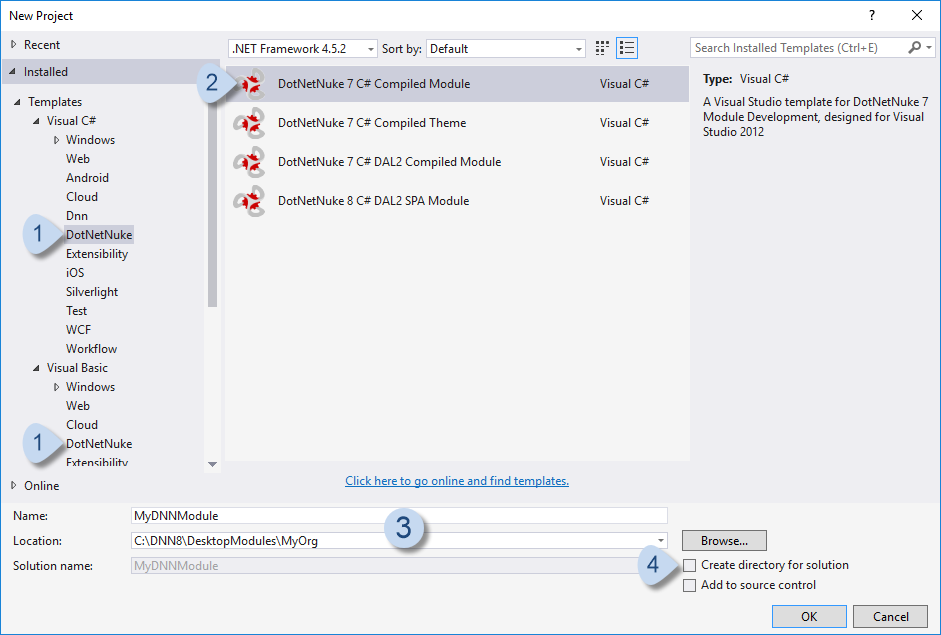 New Project
?
Recent
.NET Framework 4.5.2 Sort by: Default
Search Installed Templates (Ctrl+E)
Installed
Templates
Visual C#
Windows
Web
Android
Cloud
Dnn
1 DotNetNuke
Extensibility
iOS
Silverlight
Test
WCF
Workflow
Visual Basic
Windows
Web
Cloud
1 DotNetNuke
Extensibility
Online
2 DotNetNuke 7 C# Compiled Module Visual C#
DotNetNuke 7 C# Compiled Theme Visual C#
DotNetNuke 7 C# DAL2 Compiled Module Visual C#
DotNetNuke 8 C# DAL2 SPA Module Visual C#
Click here to go online and find templates.
Type: Visual C#
A Visual Studio template for DotNetNuke 7
Module Development, designed for Visual
Studio 2012
Name: MyDNNModule
3
Location: C:\DNN8\DesktopModules\MyOrg Browse...
Solution name: MyDNNModule 4 Create directory for solution
Add to source control
OK Cancel